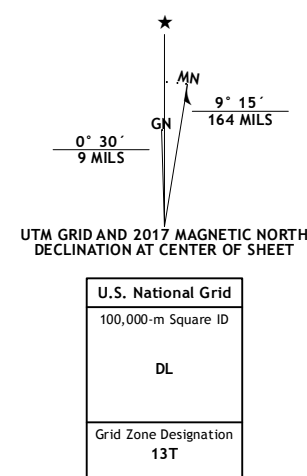 MN
9° 15´
164 MILS
GN
0° 30´
9 MILS
UTM GRID AND 2017 MAGNETIC NORTH
DECLINATION AT CENTER OF SHEET
U.S. National Grid
100,000-m Square ID
DL
Grid Zone Designation
13T